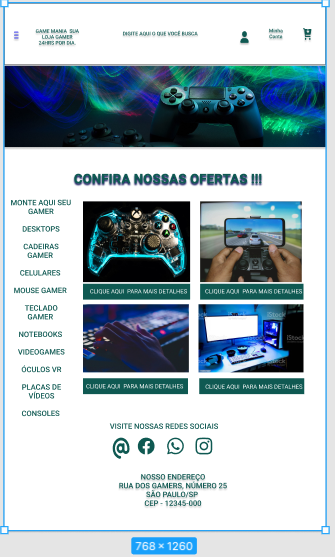 GAME MANIA SUA
LOJA GAMER
24HRS POR DIA.
DIGITE AQUI O QUE VOCÊ BUSCA
Minha
Conta
CONFIRA NOSSAS OFERTAS !!!
MONTE AQUI SEU
GAMER
DESKTOPS
CADEIRAS
GAMER
CELULARES
MOUSE GAMER
TECLADO
GAMER
NOTEBOOKS
VIDEOGAMES
ÓCULOS VR
PLACAS DE
VÍDEOS
CONSOLES
CLIQUE AQUI PARA MAIS DETALHES
CLIQUE AQUI PARA MAIS DETALHES
iStock
iStock
CLIQUE AQUI PARA MAIS DETALHES
CLIQUE AQUI PARA MAIS DETALHES
VISITE NOSSAS REDES SOCIAIS
@
NOSSO ENDEREÇO
RUA DOS GAMERS, NÚMERO 25
SÃO PAULO/SP
CEP - 12345-000
768 × 1260